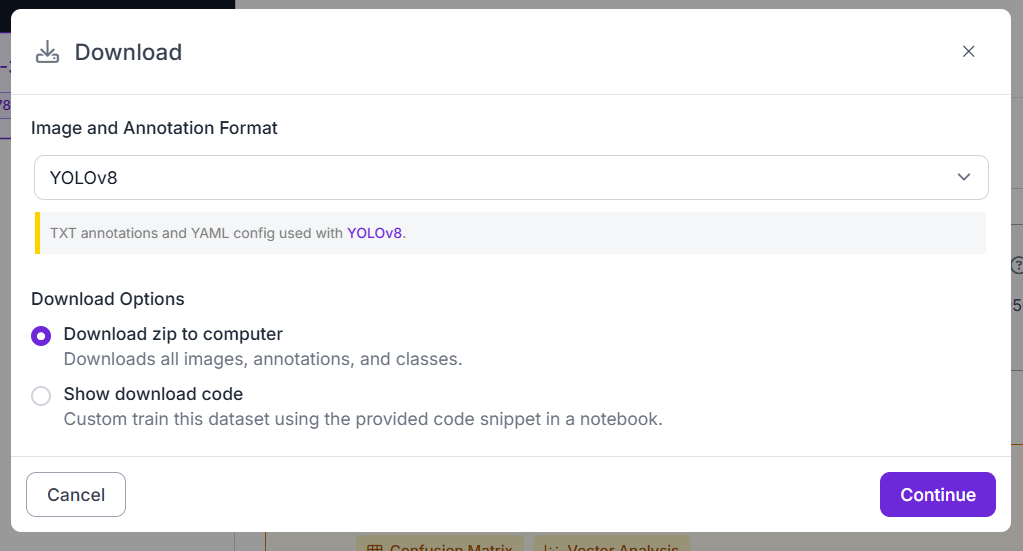 Download
Image and Annotation Format
YOLOv8
TXT annotations and YAML config used with YOLOv8.
Download Options
Download zip to computer
Downloads all images, annotations, and classes.
Show download code
Custom train this dataset using the provided code snippet in a notebook.
Cancel
Continue
Confusion Matrix
Vector Analysis